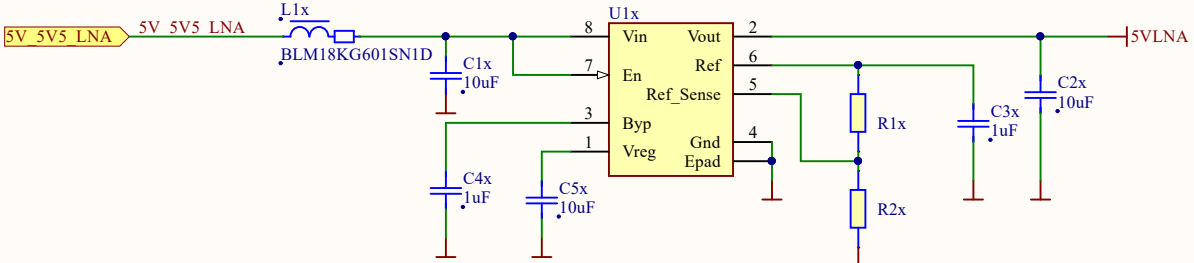 L1x
U1x
5V_5V5_LNA
5V_5V5_LNA
8
Vin
Vout
2
5VLNA
BLM18KG601SN1D
C1x
10uF
7
En
Ref
6
Ref_Sense
5
C2x
10uF
3
Byp
R1x
C3x
1uF
1
Vreg
Gnd
4
Epad
C4x
1uF
C5x
10uF
R2x